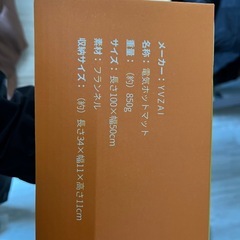 メーカー：YVZAI
名称：電気ホットマット
重量：（約）850g
サイズ：長さ100×幅50cm
素材：フランネル
収納サイズ：（約）長さ34×幅11×高さ11cm